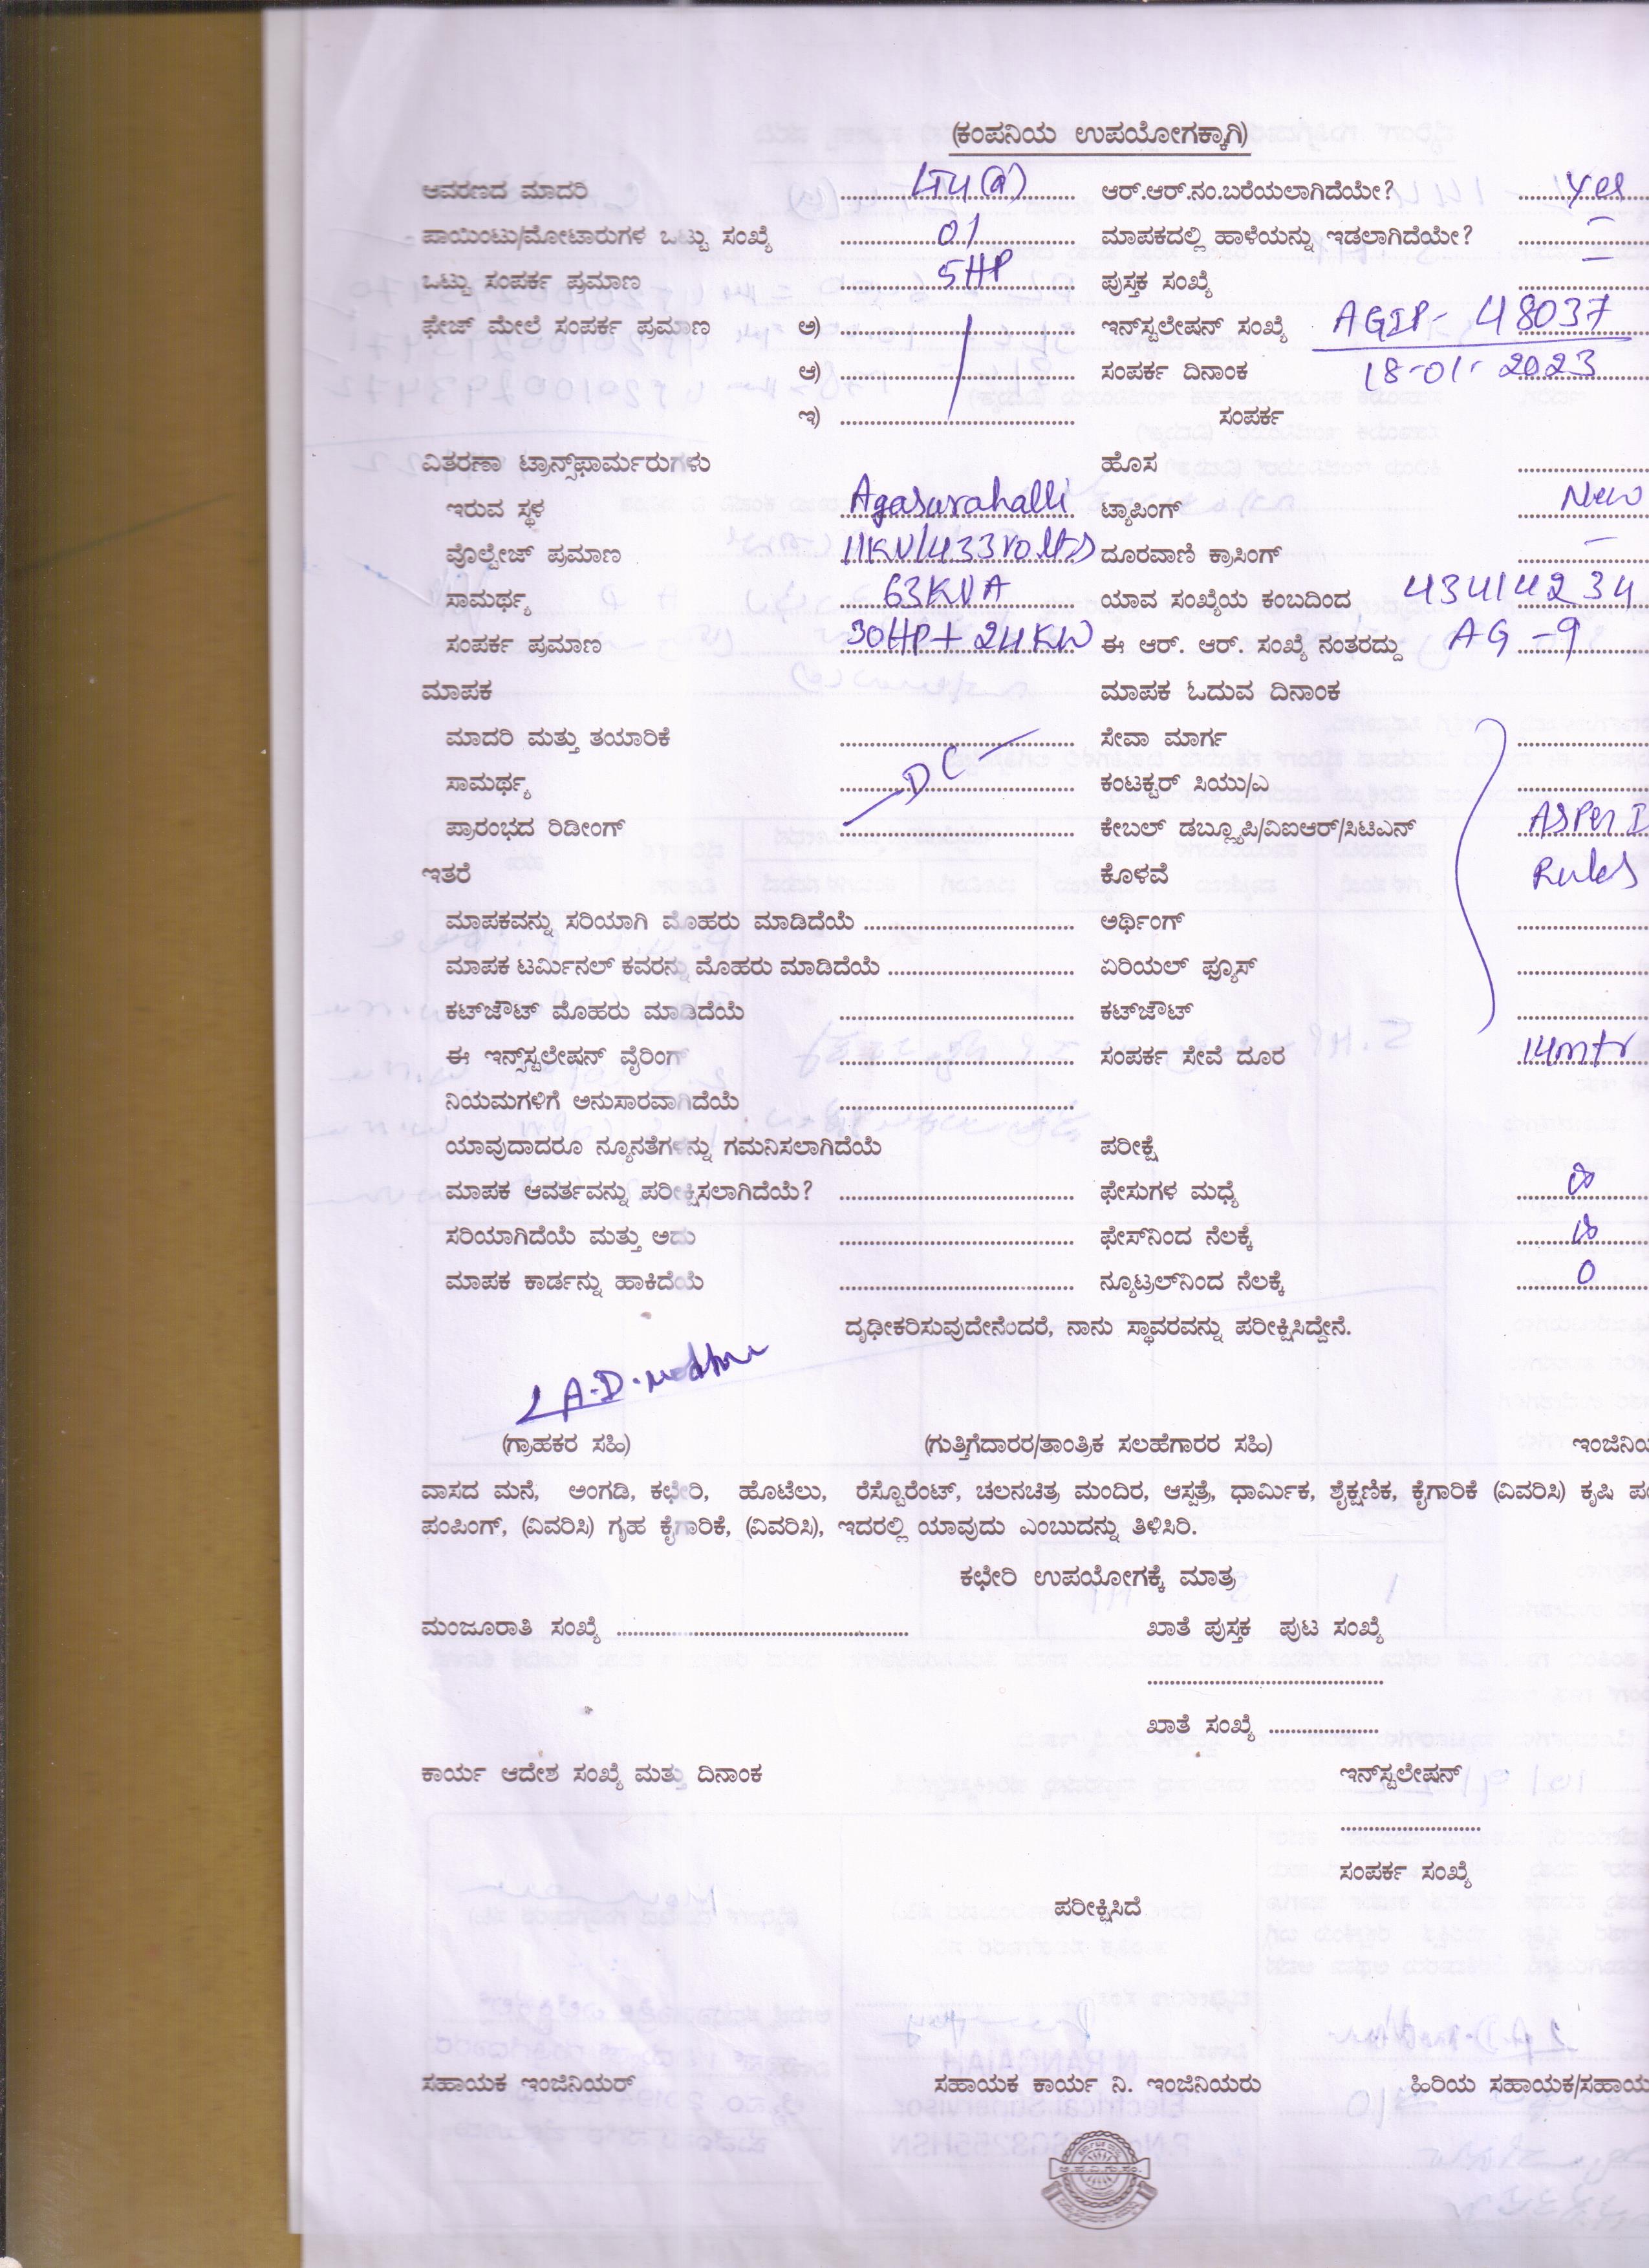 (ಕಂಪನಿಯ ಉಪಯೋಗಕ್ಕಾಗಿ)
ಆವರಣದ ಮಾದರಿ LT4(a) ಆರ್.ಆರ್.ನಂ.ಬರೆಯಲಾಗಿದೆಯೇ? Yes
ಪಾಯಿಂಟು/ಮೋಟಾರುಗಳ ಒಟ್ಟು ಸಂಖ್ಯೆ 01 ಮಾಪಕದಲ್ಲಿ ಹಾಳೆಯನ್ನು ಇಡಲಾಗಿದೆಯೇ? –
ಒಟ್ಟು ಸಂಪರ್ಕ ಪ್ರಮಾಣ 5HP ಪುಸ್ತಕ ಸಂಖ್ಯೆ –
ಫೇಜ್ ಮೇಲೆ ಸಂಪರ್ಕ ಪ್ರಮಾಣ ಅ) ಇನ್‌ಸ್ಟಲೇಷನ್ ಸಂಖ್ಯೆ AGIP- 48037
ಆ) ಸಂಪರ್ಕ ದಿನಾಂಕ 18-01-2023
ಇ) ಸಂಪರ್ಕ
ವಿತರಣಾ ಟ್ರಾನ್ಸ್‌ಫಾರ್ಮರುಗಳು ಹೊಸ
ಇರುವ ಸ್ಥಳ Agasarahalli ಟ್ಯಾಪಿಂಗ್ New
ವೊಲ್ಟೇಜ್ ಪ್ರಮಾಣ 11KV/433Volts ದೂರವಾಣಿ ಕ್ರಾಸಿಂಗ್ –
ಸಾಮರ್ಥ್ಯ 63KVA ಯಾವ ಸಂಖ್ಯೆಯ ಕಂಬದಿಂದ 43414234
ಸಂಪರ್ಕ ಪ್ರಮಾಣ 30HP+24KW ಈ ಆರ್. ಆರ್. ಸಂಖ್ಯೆ ನಂತರದ್ದು AG-9
ಮಾಪಕ ಮಾಪಕ ಓದುವ ದಿನಾಂಕ
ಮಾದರಿ ಮತ್ತು ತಯಾರಿಕೆ ಸೇವಾ ಮಾರ್ಗ
ಸಾಮರ್ಥ್ಯ DC ಕಂಟಕ್ಟರ್ ಸಿಯು/ಎ
ಪ್ರಾರಂಭದ ರಿಡೀಂಗ್ ಕೇಬಲ್ ಡಬ್ಲ್ಯೂಪಿ/ವಿಐಆರ್/ಸಿಟಿಎನ್ ASPer I
ಇತರೆ ಕೊಳವೆ Rules
ಮಾಪಕವನ್ನು ಸರಿಯಾಗಿ ಮೊಹರು ಮಾಡಿದೆಯೆ ಅರ್ಥಿಂಗ್
ಮಾಪಕ ಟರ್ಮಿನಲ್ ಕವರನ್ನು ಮೊಹರು ಮಾಡಿದೆಯೆ ಏರಿಯಲ್ ಫ್ಯೂಸ್
ಕಟ್‌ಜೌಟ್ ಮೊಹರು ಮಾಡಿದೆಯೆ ಕಟ್‌ಜೌಟ್
ಈ ಇನ್ಸ್‌ಸ್ಟಲೇಷನ್ ವೈರಿಂಗ್ ಸಂಪರ್ಕ ಸೇವೆ ದೂರ 14mtr
ನಿಯಮಗಳಿಗೆ ಅನುಸಾರವಾಗಿದೆಯೆ
ಯಾವುದಾದರೂ ನ್ಯೂನತೆಗಳನ್ನು ಗಮನಿಸಲಾಗಿದೆಯೆ ಪರೀಕ್ಷೆ
ಮಾಪಕ ಆವರ್ತವನ್ನು ಪರೀಕ್ಷಿಸಲಾಗಿದೆಯೆ? ಫೇಸುಗಳ ಮಧ್ಯೆ
ಸರಿಯಾಗಿದೆಯೆ ಮತ್ತು ಅದು ಫೇಸ್‌ನಿಂದ ನೆಲಕ್ಕೆ
ಮಾಪಕ ಕಾರ್ಡನ್ನು ಹಾಕಿದೆಯೆ ನ್ಯೂಟ್ರಲ್‌ನಿಂದ ನೆಲಕ್ಕೆ 0
ದೃಢೀಕರಿಸುವುದೇನೆಂದರೆ, ನಾನು ಸ್ಥಾವರವನ್ನು ಪರೀಕ್ಷಿಸಿದ್ದೇನೆ.
A.D.Madhu
(ಗ್ರಾಹಕರ ಸಹಿ) (ಗುತ್ತಿಗೆದಾರರ/ತಾಂತ್ರಿಕ ಸಲಹೆಗಾರರ ಸಹಿ) ಇಂಜಿನಿಯ
ವಾಸದ ಮನೆ, ಅಂಗಡಿ, ಕಛೇರಿ, ಹೊಟೆಲು, ರೆಸ್ಟೊರೆಂಟ್, ಚಲನಚಿತ್ರ ಮಂದಿರ, ಆಸ್ಪತ್ರೆ, ಧಾರ್ಮಿಕ, ಶೈಕ್ಷಣಿಕ, ಕೈಗಾರಿಕೆ (ವಿವರಿಸಿ) ಕೃಷಿ ಪಂ
ಪಂಪಿಂಗ್, (ವಿವರಿಸಿ) ಗೃಹ ಕೈಗಾರಿಕೆ, (ವಿವರಿಸಿ), ಇದರಲ್ಲಿ ಯಾವುದು ಎಂಬುದನ್ನು ತಿಳಿಸಿರಿ.
ಕಛೇರಿ ಉಪಯೋಗಕ್ಕೆ ಮಾತ್ರ
ಮಂಜೂರಾತಿ ಸಂಖ್ಯೆ ಖಾತೆ ಪುಸ್ತಕ ಪುಟ ಸಂಖ್ಯೆ
ಖಾತೆ ಸಂಖ್ಯೆ
ಕಾರ್ಯ ಆದೇಶ ಸಂಖ್ಯೆ ಮತ್ತು ದಿನಾಂಕ ಇನ್‌ಸ್ಟಲೇಷನ್
ಸಂಪರ್ಕ ಸಂಖ್ಯೆ
ಪರೀಕ್ಷಿಸಿದೆ
ಸಹಾಯಕ ಇಂಜಿನಿಯರ್ ಸಹಾಯಕ ಕಾರ್ಯ ನಿ. ಇಂಜಿನಿಯರು ಹಿರಿಯ ಸಹಾಯಕ/ಸಹಾಯ